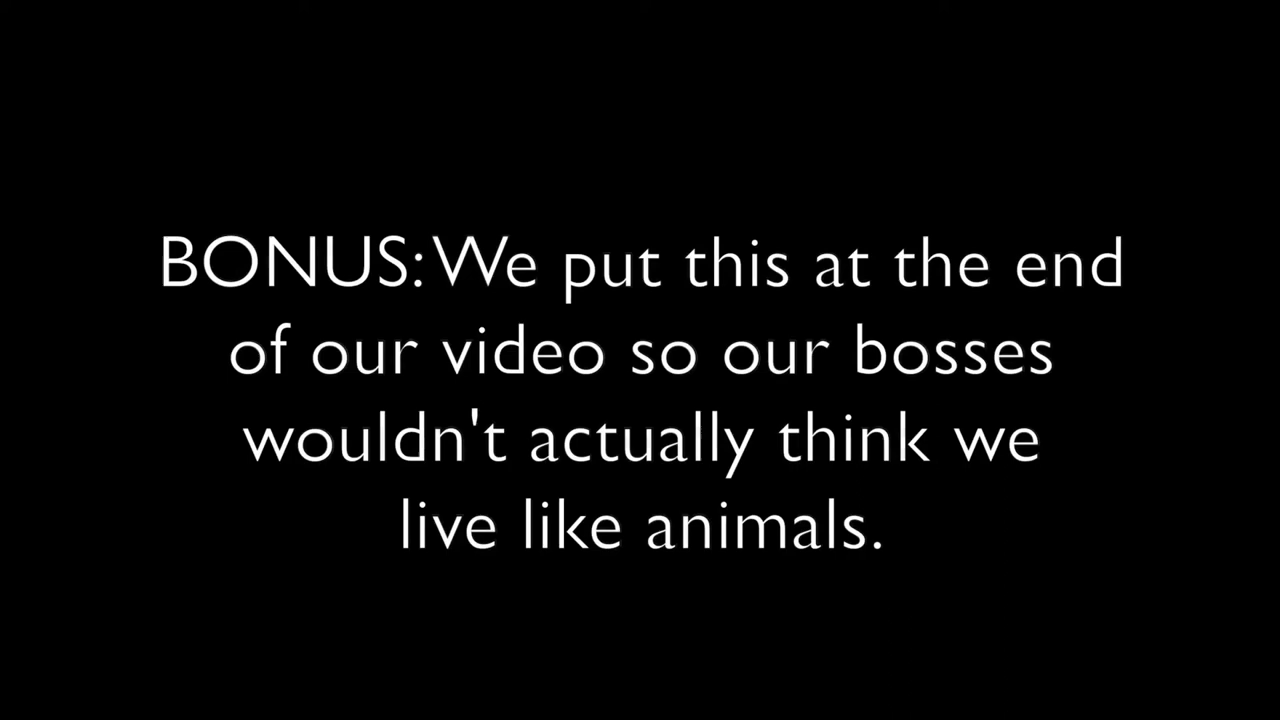 BONUS: We put this at the end
of our video so our bosses
wouldn't actually think we
live like animals.